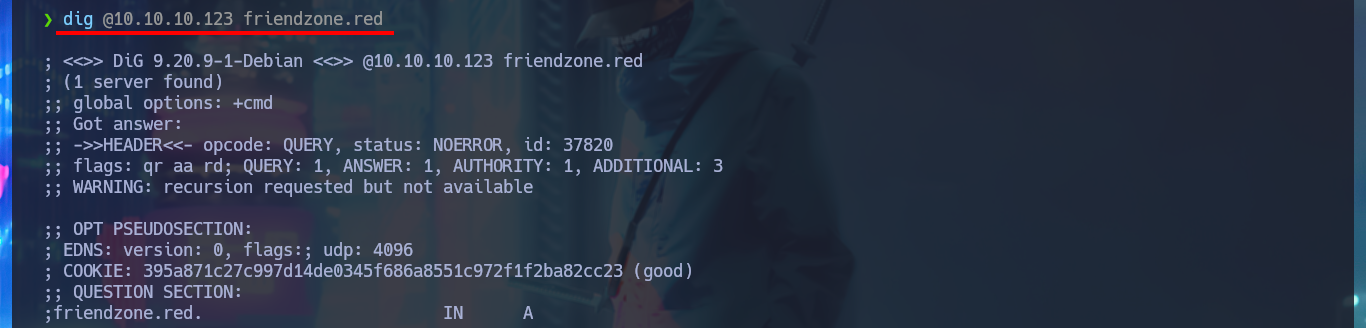 ❯ dig @10.10.10.123 friendzone.red
; <<>> DiG 9.20.9-1-Debian <<>> @10.10.10.123 friendzone.red
; (1 server found)
;; global options: +cmd
;; Got answer:
;; ->>HEADER<<- opcode: QUERY, status: NOERROR, id: 37820
;; flags: qr aa rd; QUERY: 1, ANSWER: 1, AUTHORITY: 1, ADDITIONAL: 3
;; WARNING: recursion requested but not available
;; OPT PSEUDOSECTION:
; EDNS: version: 0, flags:; udp: 4096
; COOKIE: 395a871c27c997d14de0345f686a8551c972f1f2ba82cc23 (good)
;; QUESTION SECTION:
;friendzone.red. IN A